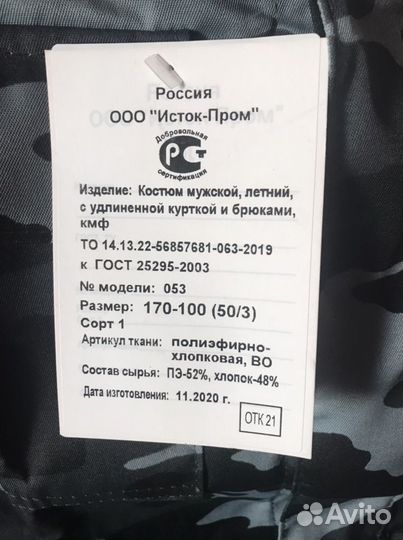 Россия
ООО "Исток-Пром"
Добровольная
РСТ
сертификация
Изделие: Костюм мужской, летний,
с удлиненной курткой и брюками,
кмф
ТО 14.13.22-56857681-063-2019
к ГОСТ 25295-2003
№ модели: 053
Размер: 170-100 (50/3)
Сорт 1
Артикул ткани: полиэфирно-
хлопковая, ВО
Состав сырья: ПЭ-52%, хлопок-48%
Дата изготовления: 11.2020 г.
ОТК 21
Avito